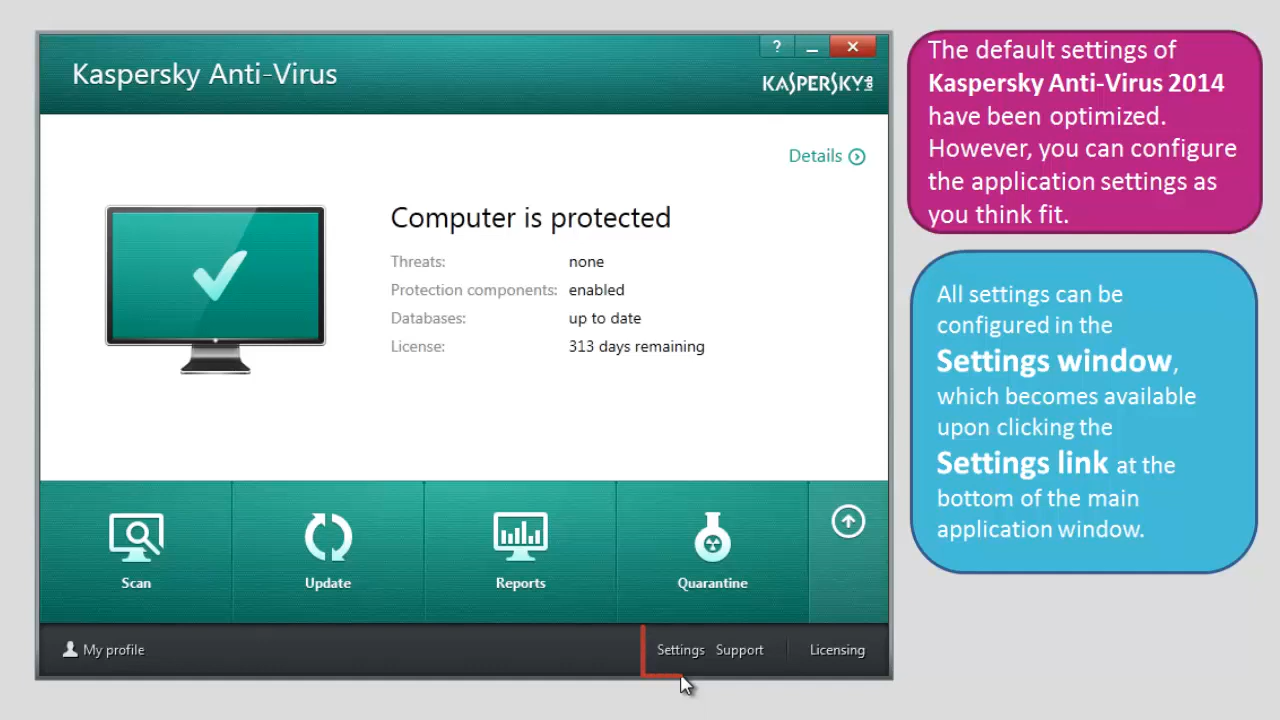 Kaspersky Anti-Virus
?
KASPERSKY lab
Details
Computer is protected
Threats: none
Protection components: enabled
Databases: up to date
License: 313 days remaining
Scan
Update
Reports
Quarantine
My profile
Settings
Support
Licensing
The default settings of
Kaspersky Anti-Virus 2014
have been optimized.
However, you can configure
the application settings as
you think fit.
All settings can be
configured in the
Settings window,
which becomes available
upon clicking the
Settings link at the
bottom of the main
application window.